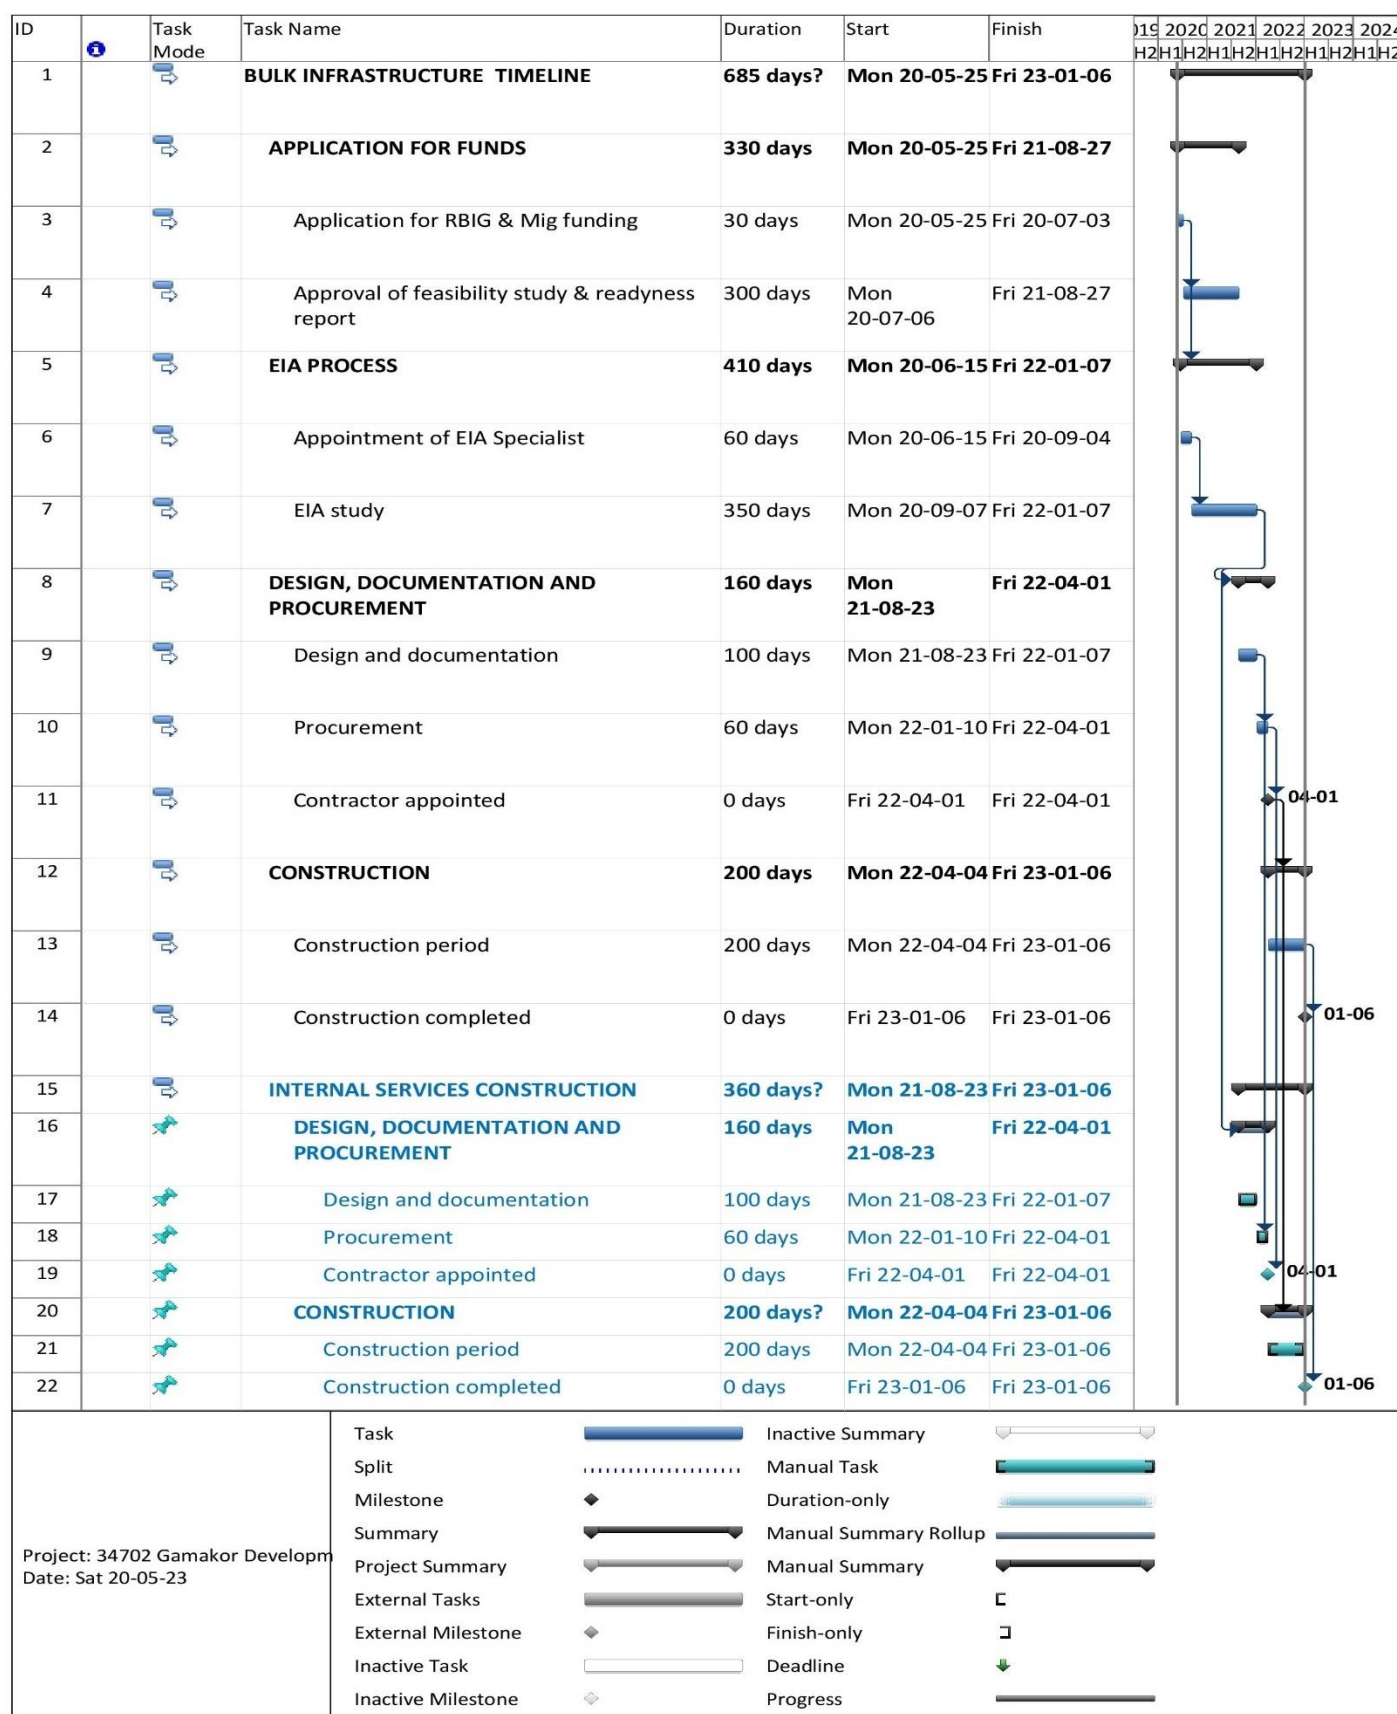 ID Task Task Name Duration Start Finish 2020 2021 2022 2023 2024
Mode H2 H1 H2 H1 H2 H1 H2 H1 H2 H1 H2
1 BULK INFRASTRUCTURE TIMELINE 685 days? Mon 20-05-25 Fri 23-01-06
2 APPLICATION FOR FUNDS 330 days Mon 20-05-25 Fri 21-08-27
3 Application for RBIG & Mig funding 30 days Mon 20-05-25 Fri 20-07-03
4 Approval of feasibility study & readyness 300 days Mon Fri 21-08-27
report 20-07-06
5 EIA PROCESS 410 days Mon 20-06-15 Fri 22-01-07
6 Appointment of EIA Specialist 60 days Mon 20-06-15 Fri 20-09-04
7 EIA study 350 days Mon 20-09-07 Fri 22-01-07
8 DESIGN, DOCUMENTATION AND 160 days Mon Fri 22-04-01
PROCUREMENT 21-08-23
9 Design and documentation 100 days Mon 21-08-23 Fri 22-01-07
10 Procurement 60 days Mon 22-01-10 Fri 22-04-01
11 Contractor appointed 0 days Fri 22-04-01 Fri 22-04-01 04-01
12 CONSTRUCTION 200 days Mon 22-04-04 Fri 23-01-06
13 Construction period 200 days Mon 22-04-04 Fri 23-01-06
14 Construction completed 0 days Fri 23-01-06 Fri 23-01-06 01-06
15 INTERNAL SERVICES CONSTRUCTION 360 days? Mon 21-08-23 Fri 23-01-06
16 DESIGN, DOCUMENTATION AND 160 days Mon Fri 22-04-01
PROCUREMENT 21-08-23
17 Design and documentation 100 days Mon 21-08-23 Fri 22-01-07
18 Procurement 60 days Mon 22-01-10 Fri 22-04-01
19 Contractor appointed 0 days Fri 22-04-01 Fri 22-04-01 04-01
20 CONSTRUCTION 200 days? Mon 22-04-04 Fri 23-01-06
21 Construction period 200 days Mon 22-04-04 Fri 23-01-06
22 Construction completed 0 days Fri 23-01-06 Fri 23-01-06 01-06
Project: 34702 Gamakor Developm
Date: Sat 20-05-23
Task
Split
Milestone
Summary
Project Summary
External Tasks
External Milestone
Inactive Task
Inactive Milestone
Inactive Summary
Manual Task
Duration-only
Manual Summary Rollup
Manual Summary
Start-only
Finish-only
Deadline
Progress